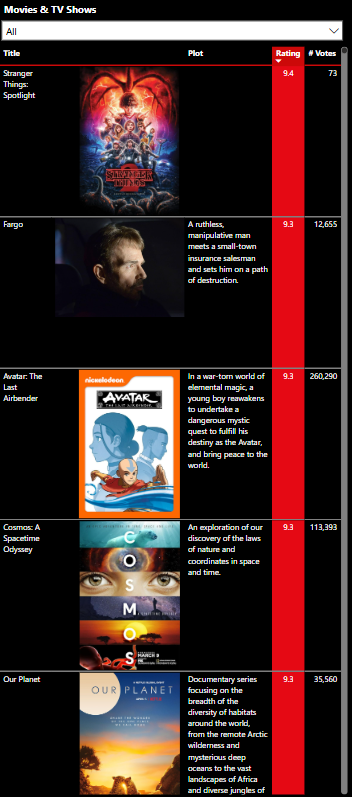 Movies & TV Shows
All
Title Plot Rating # Votes
Stranger
Things:
Spotlight
9.4 73
STRANGER
THINGS
Fargo
A ruthless,
manipulative man
meets a small-town
insurance salesman
and sets him on a path
of destruction.
9.3 12,655
Avatar: The
Last
Airbender
nickelodeon
AVATAR
THE LAST AIRBENDER
In a war-torn world of
elemental magic, a
young boy reawakens
to undertake a
dangerous mystic
quest to fulfill his
destiny as the Avatar,
and bring peace to the
world.
9.3 260,290
Cosmos: A
Spacetime
Odyssey
COSMOS
MARCH 9
An exploration of our
discovery of the laws
of nature and
coordinates in space
and time.
9.3 113,393
Our Planet
OUR PLANET
Documentary series
focusing on the
breadth of the
diversity of habitats
around the world,
from the remote Arctic
wilderness and
mysterious deep
oceans to the vast
landscapes of Africa
and diverse jungles of
9.3 35,560